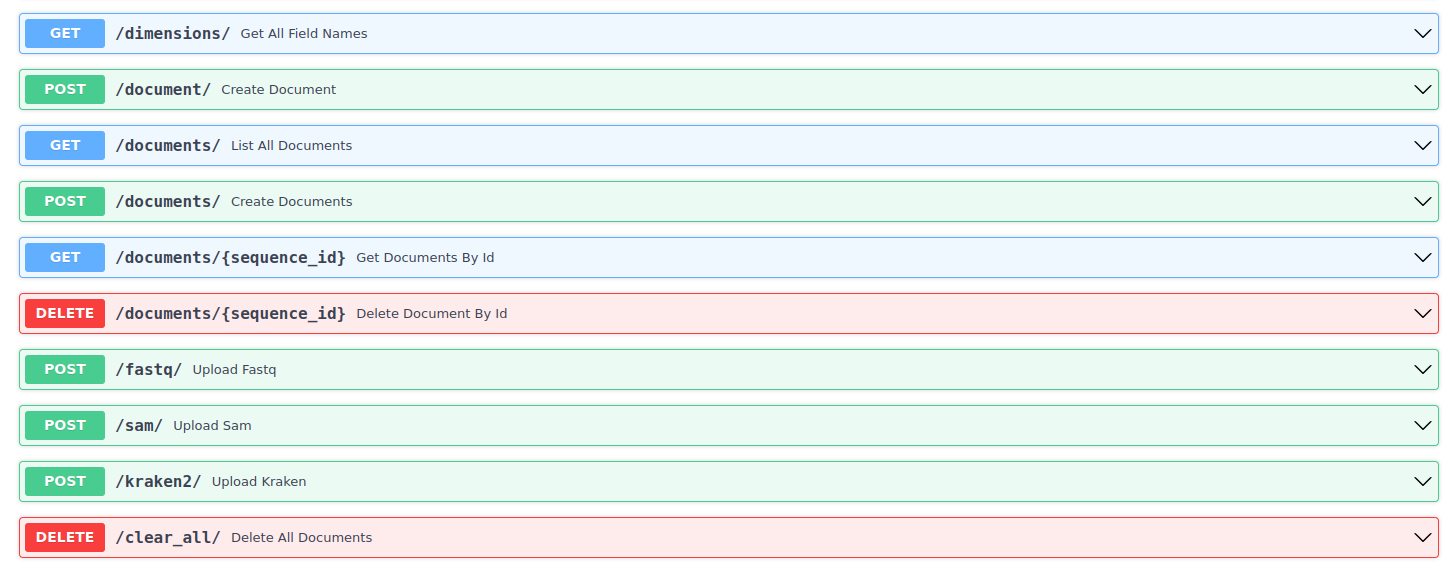 GET /dimensions/ Get All Field Names
POST /document/ Create Document
GET /documents/ List All Documents
POST /documents/ Create Documents
GET /documents/{sequence_id} Get Documents By Id
DELETE /documents/{sequence_id} Delete Document By Id
POST /fastq/ Upload Fastq
POST /sam/ Upload Sam
POST /kraken2/ Upload Kraken
DELETE /clear_all/ Delete All Documents